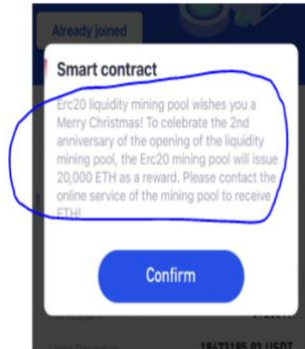 Already joined
Smart contract
Erc20 liquidity mining pool wishes you a
Merry Christmas! To celebrate the 2nd
anniversary of the opening of the liquidity
mining pool, the Erc20 mining pool will issue
20,000 ETH as a reward. Please contact the
online service of the mining pool to receive
ETH!
Confirm
18673185.03 USDT